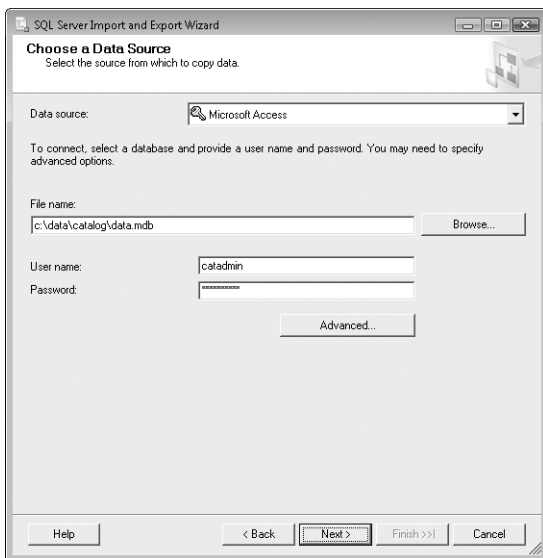 SQL Server Import and Export Wizard
Choose a Data Source
Select the source from which to copy data.
Data source:
Microsoft Access
To connect, select a database and provide a user name and password. You may need to specify
advanced options.
File name:
c:\data\catalog\data.mdb
Browse...
User name:
catadmin
Password:
Advanced...
Help
< Back
Next >
Finish >>|
Cancel